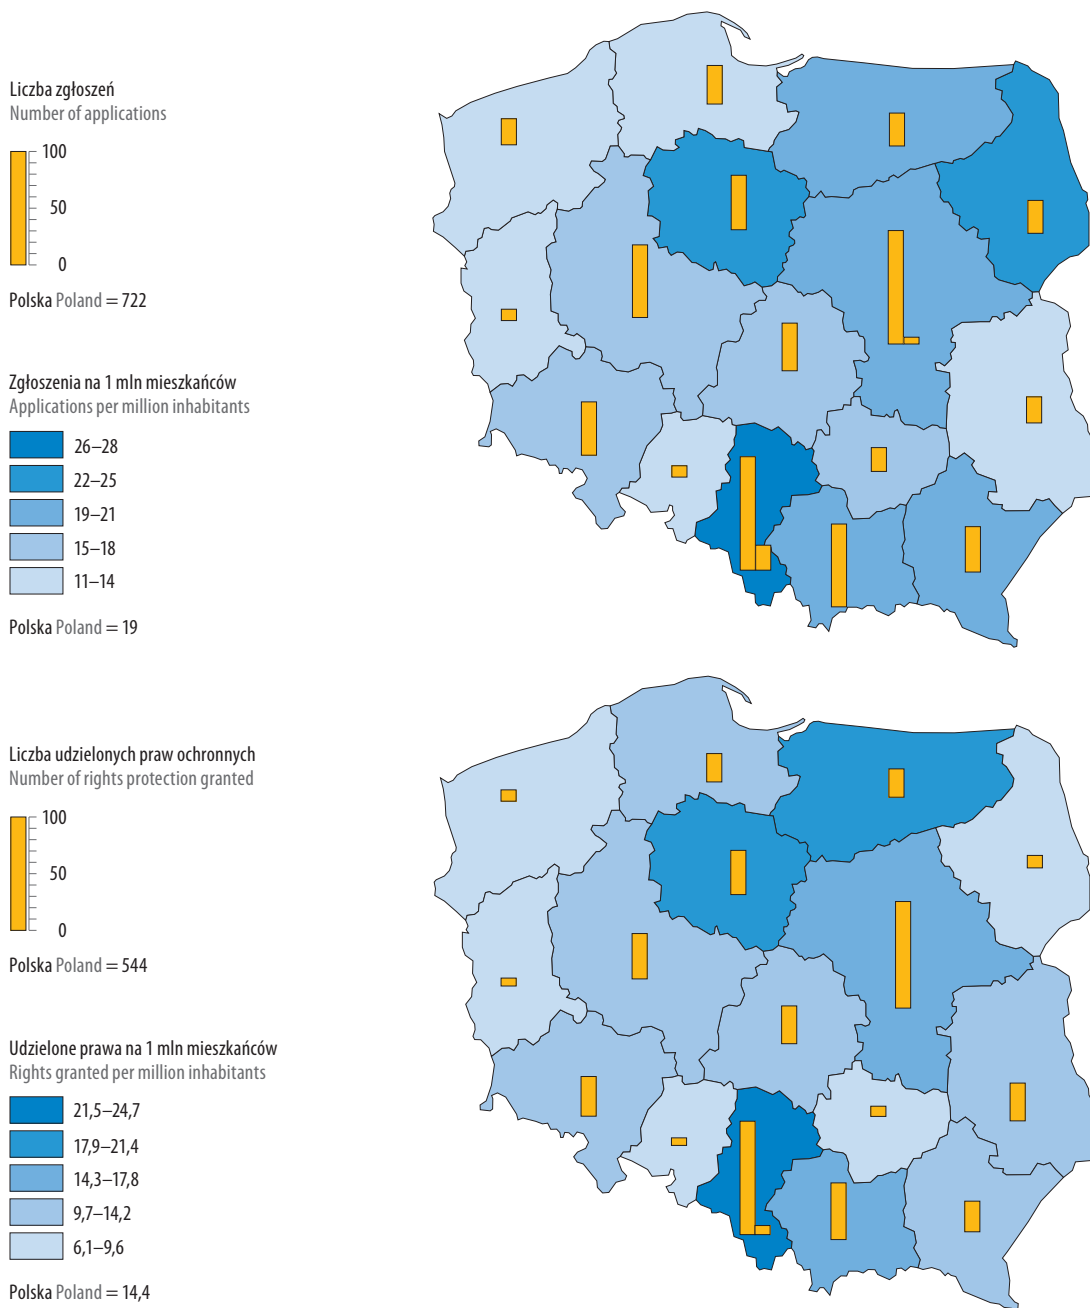 Liczba zgłoszeń
Number of applications
100
50
0
Polska Poland = 722
Zgłoszenia na 1 mln mieszkańców
Applications per million inhabitants
26–28
22–25
19–21
15–18
11–14
Polska Poland = 19
Liczba udzielonych praw ochronnych
Number of rights protection granted
100
50
0
Polska Poland = 544
Udzielone prawa na 1 mln mieszkańców
Rights granted per million inhabitants
21,5–24,7
17,9–21,4
14,3–17,8
9,7–14,2
6,1–9,6
Polska Poland = 14,4